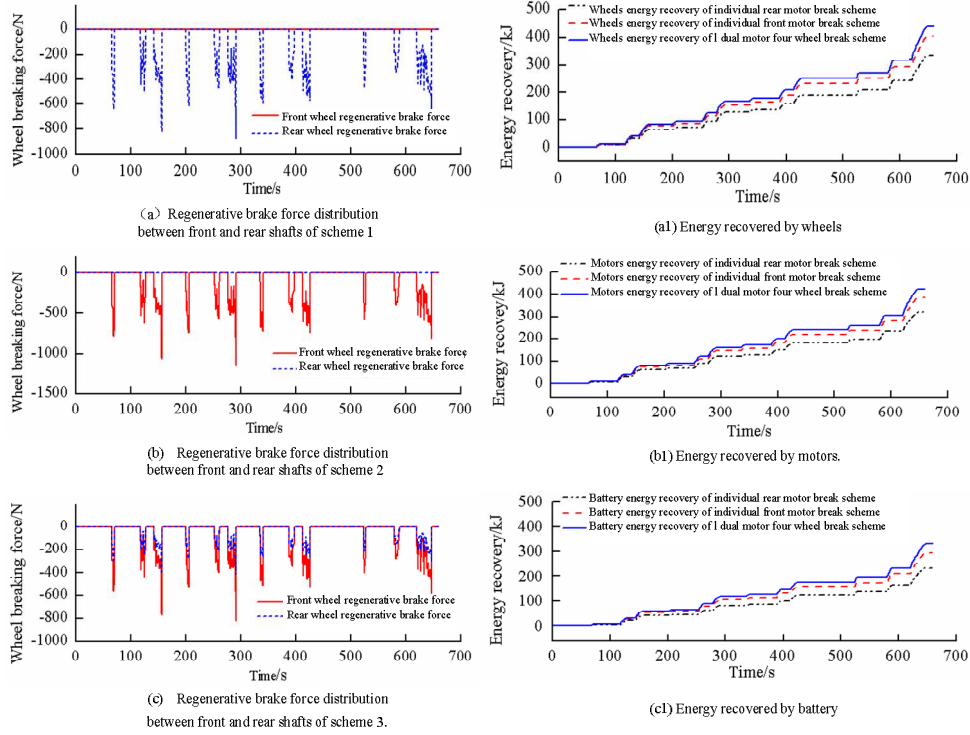 0
-200
-400
-600
-800
-1000
Wheel breaking force/N
Front wheel regenerative brake force
Rear wheel regenerative brake force
0 100 200 300 400 500 600 700
Time/s
(a) Regenerative brake force distribution
between front and rear shafts of scheme 1
500
400
300
200
100
0
Energy recovery/kJ
Wheels energy recovery of individual rear motor break scheme
Wheels energy recovery of individual front motor break scheme
Wheels energy recovery of l dual motor four wheel break scheme
0 100 200 300 400 500 600 700
Time/s
(a1) Energy recovered by wheels
0
-500
-1000
-1500
Wheel breaking force/N
Front wheel regenerative brake force
Rear wheel regenerative brake force
0 100 200 300 400 500 600 700
Time/s
(b) Regenerative brake force distribution
between front and rear shafts of scheme 2
500
400
300
200
100
0
Energy recovey/kJ
Motors energy recovery of individual rear motor break scheme
Motors energy recovery of individual front motor break scheme
Motors energy recovery of l dual motor four wheel break scheme
0 100 200 300 400 500 600 700
Time/s
(b1) Energy recovered by motors.
0
-200
-400
-600
-800
-1000
Wheel breaking force/N
Front wheel regenerative brake force
Rear wheel regenerative brake force
0 100 200 300 400 500 600 700
Time/s
(c) Regenerative brake force distribution
between front and rear shafts of scheme 3.
500
400
300
200
100
0
Energy recovery/kJ
Battery energy recovery of individual rear motor break scheme
Battery energy recovery of individual front motor break scheme
Battery energy recovery of l dual motor four wheel break scheme
0 100 200 300 400 500 600 700
Time/s
(c1) Energy recovered by battery